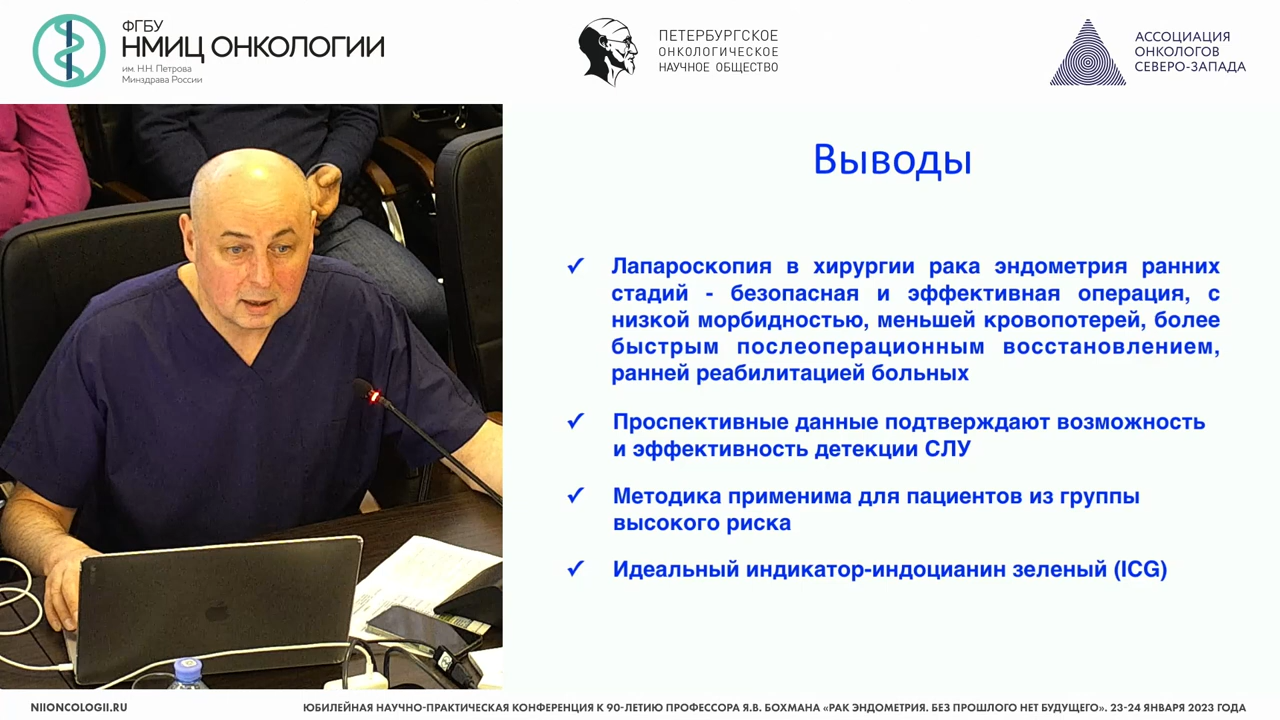 ФГБУ
НМИЦ ОНКОЛОГИИ
им. Н.Н. Петрова
Минздрава России
ПЕТЕРБУРГСКОЕ
ОНКОЛОГИЧЕСКОЕ
НАУЧНОЕ ОБЩЕСТВО
АССОЦИАЦИЯ
ОНКОЛОГОВ
СЕВЕРО-ЗАПАДА
Выводы
✓ Лапароскопия в хирургии рака эндометрия ранних
стадий - безопасная и эффективная операция, с
низкой морбидностью, меньшей кровопотерей, более
быстрым послеоперационным восстановлением,
ранней реабилитацией больных
✓ Проспективные данные подтверждают возможность
и эффективность детекции СЛУ
✓ Методика применима для пациентов из группы
высокого риска
✓ Идеальный индикатор-индоцианин зеленый (ICG)
NIIONCOLOGII.RU
ЮБИЛЕЙНАЯ НАУЧНО-ПРАКТИЧЕСКАЯ КОНФЕРЕНЦИЯ К 90-ЛЕТИЮ ПРОФЕССОРА Я.В. БОХМАНА «РАК ЭНДОМЕТРИЯ. БЕЗ ПРОШЛОГО НЕТ БУДУЩЕГО». 23-24 ЯНВАРЯ 2023 ГОДА